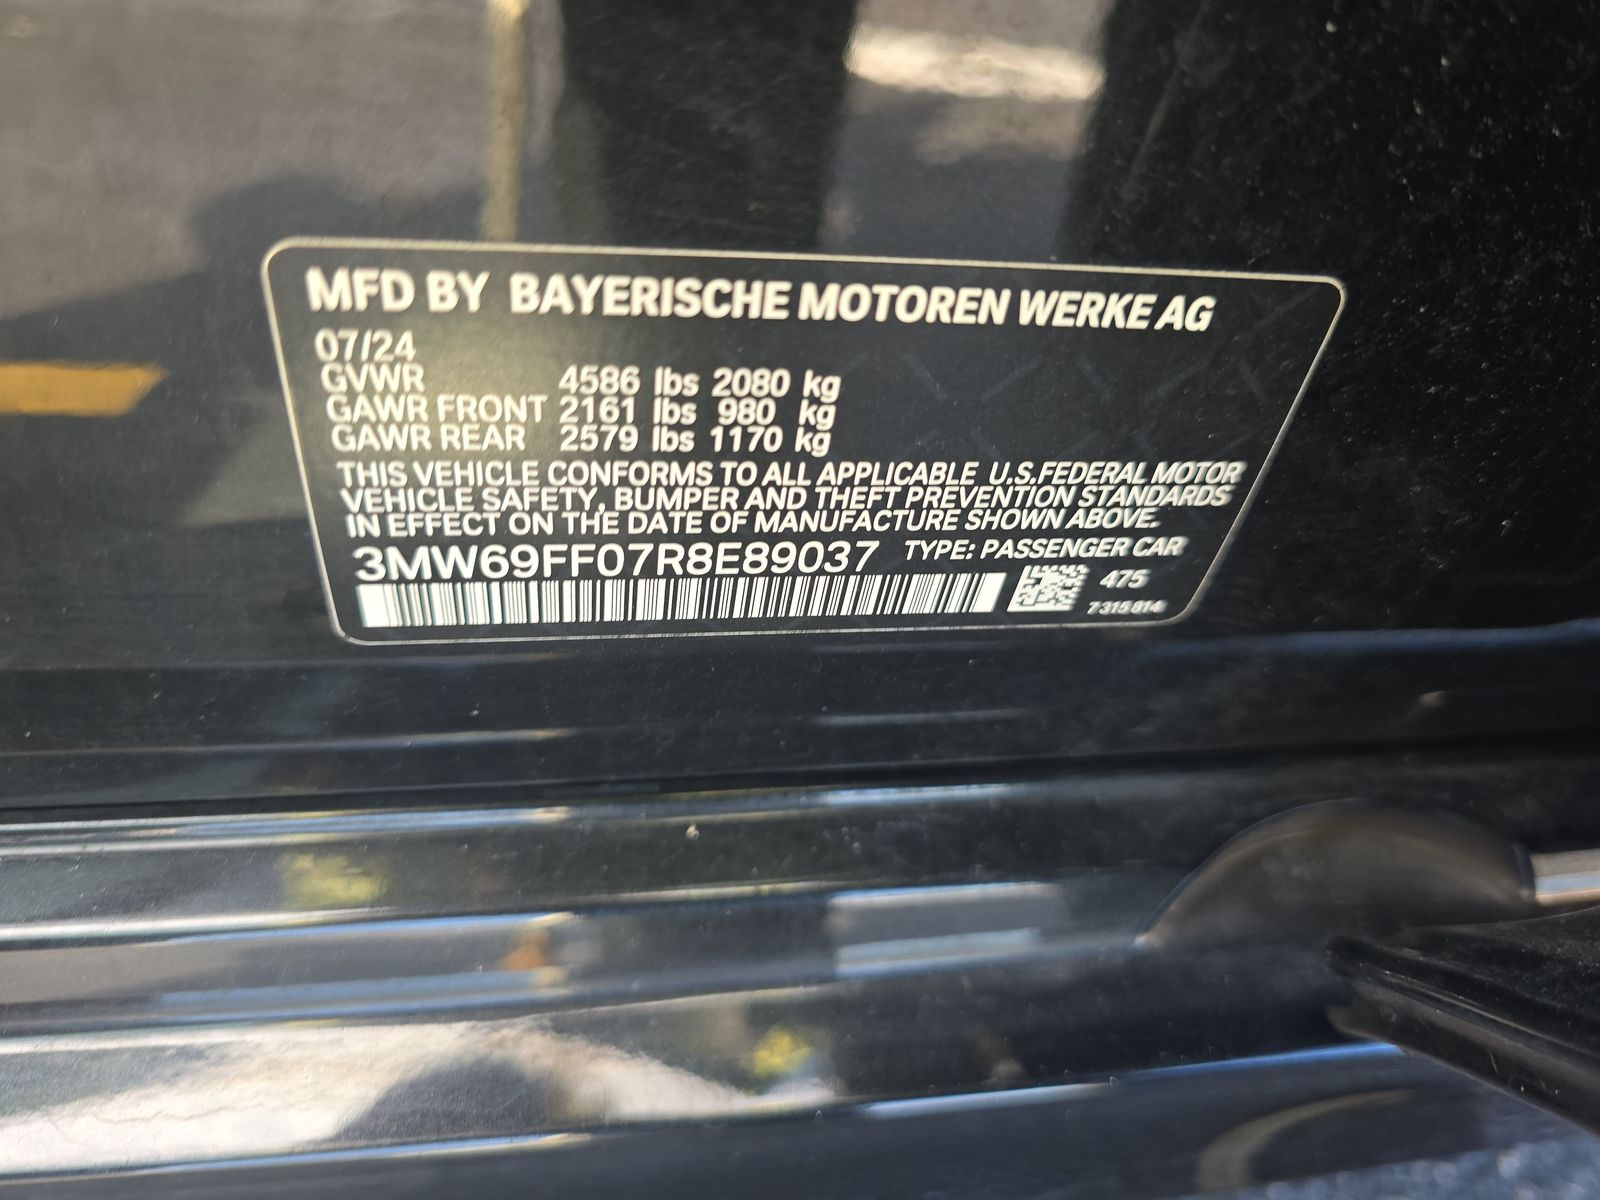 MFD BY BAYERISCHE MOTOREN WERKE AG
07/24
GVWR 4586 lbs 2080 kg
GAWR FRONT 2161 lbs 980 kg
GAWR REAR 2579 lbs 1170 kg
THIS VEHICLE CONFORMS TO ALL APPLICABLE U.S.FEDERAL MOTOR
VEHICLE SAFETY, BUMPER AND THEFT PREVENTION STANDARDS
IN EFFECT ON THE DATE OF MANUFACTURE SHOWN ABOVE.
3MW69FF07R8E89037 TYPE: PASSENGER CAR
475
7315814